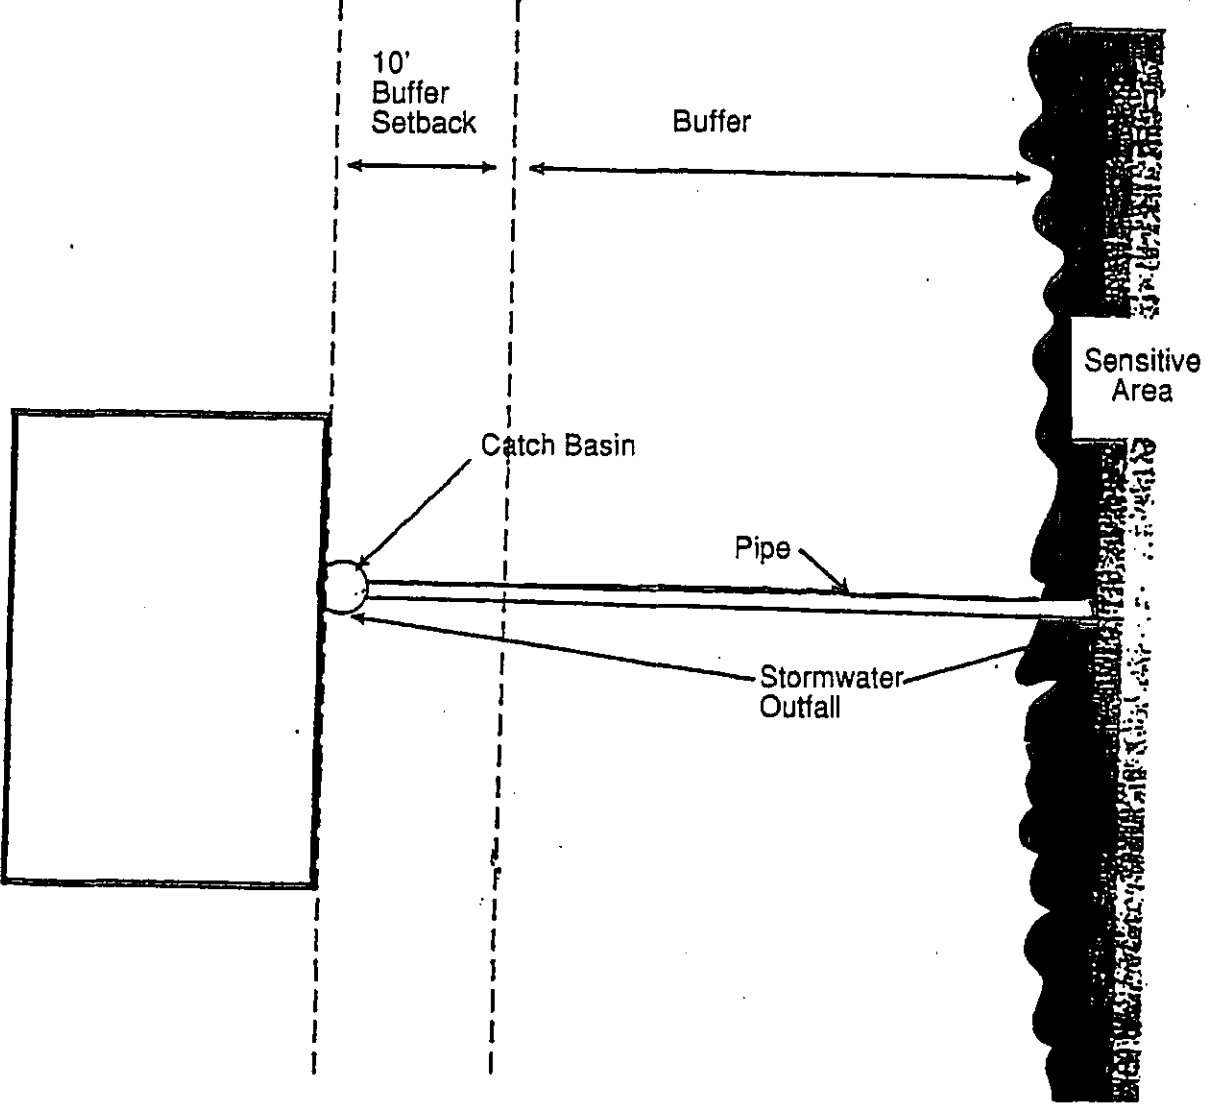 10'
Buffer
Setback
Buffer
Sensitive
Area
Catch Basin
Pipe
Stormwater
Outfall